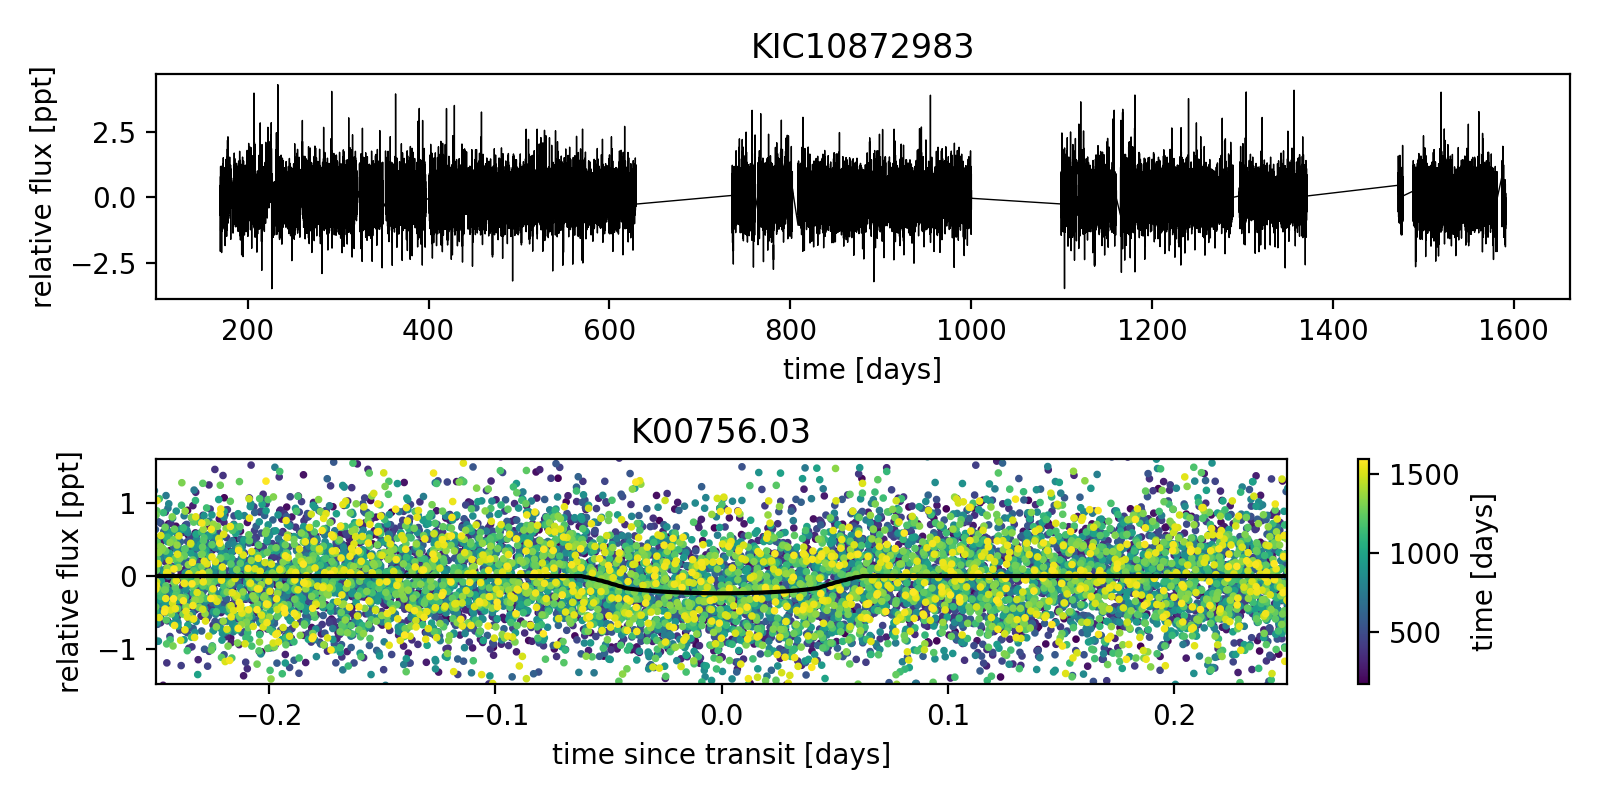 KIC10872983
relative flux [ppt]
2.5
0.0
−2.5
200 400 600 800 1000 1200 1400 1600
time [days]
K00756.03
relative flux [ppt]
1
0
−1
−0.2 −0.1 0.0 0.1 0.2
time since transit [days]
1500
1000
500
time [days]